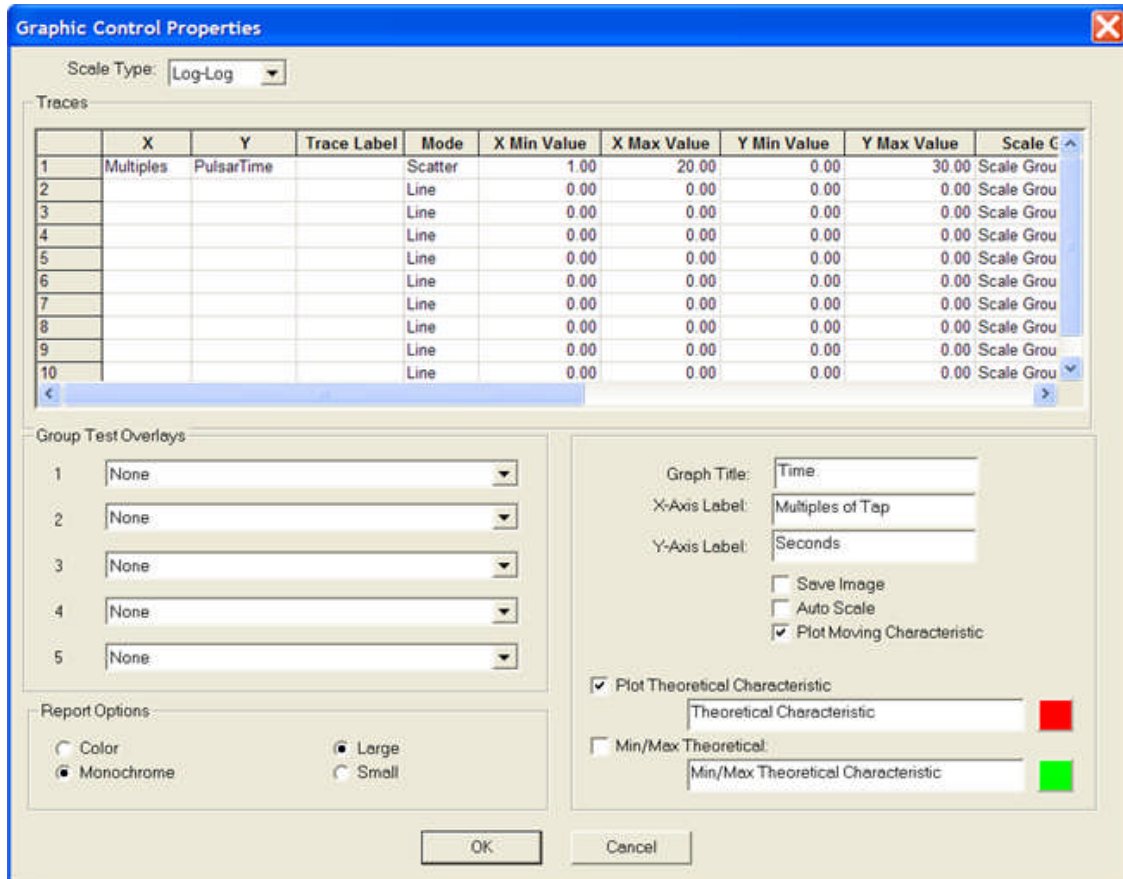 Graphic Control Properties
Scale Type: Log-Log
Traces
X Y Trace Label Mode X Min Value X Max Value Y Min Value Y Max Value Scale G
1 Multiples PulsarTime Scatter 1.00 20.00 0.00 30.00 Scale Grou
2 Line 0.00 0.00 0.00 0.00 Scale Grou
3 Line 0.00 0.00 0.00 0.00 Scale Grou
4 Line 0.00 0.00 0.00 0.00 Scale Grou
5 Line 0.00 0.00 0.00 0.00 Scale Grou
6 Line 0.00 0.00 0.00 0.00 Scale Grou
7 Line 0.00 0.00 0.00 0.00 Scale Grou
8 Line 0.00 0.00 0.00 0.00 Scale Grou
9 Line 0.00 0.00 0.00 0.00 Scale Grou
10 Line 0.00 0.00 0.00 0.00 Scale Grou
Group Test Overlays
1 None
2 None
3 None
4 None
5 None
Report Options
Color
Large
Monochrome
Small
Graph Title: Time
X-Axis Label: Multiples of Tap
Y-Axis Label: Seconds
Save Image
Auto Scale
Plot Moving Characteristic
Plot Theoretical Characteristic
Theoretical Characteristic
Min/Max Theoretical:
Min/Max Theoretical Characteristic
OK
Cancel